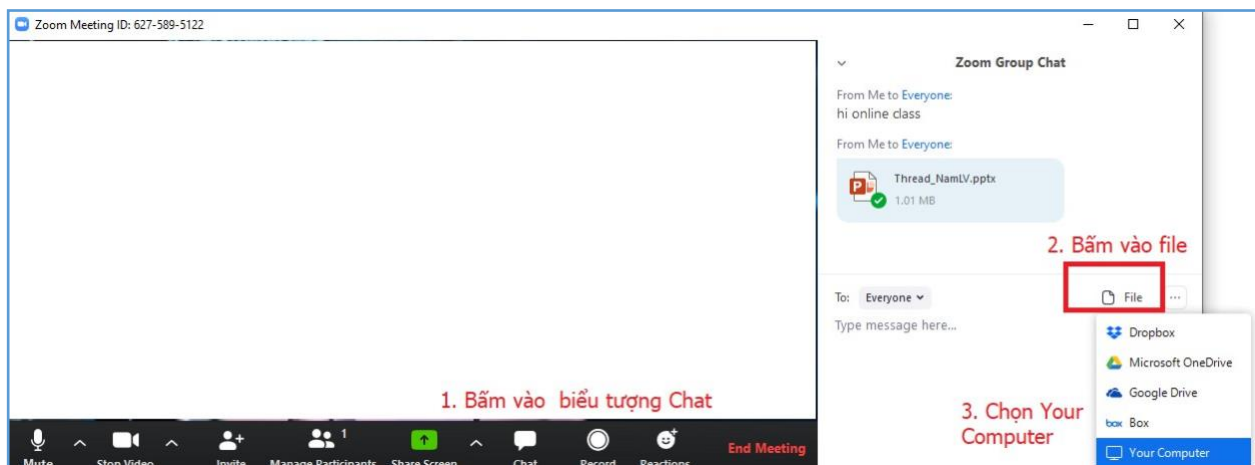 Zoom Meeting ID: 627-589-5122
Zoom Group Chat
From Me to Everyone:
hi online class
From Me to Everyone:
Thread_NamLV.pptx
1.01 MB
2. Bấm vào file
To: Everyone
File
Type message here...
Dropbox
Microsoft OneDrive
Google Drive
Box
Your Computer
1. Bấm vào biểu tượng Chat
3. Chọn Your
Computer
Mute
Stop Video
Invite
Manage Participants
1
Share Screen
Chat
Record
Reactions
End Meeting